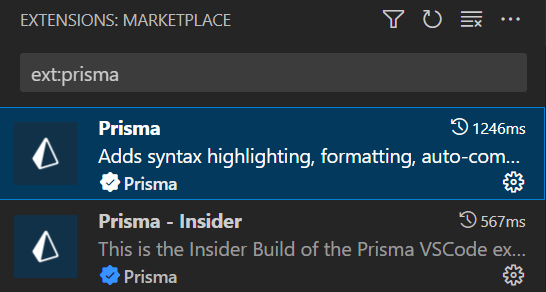 EXTENSIONS: MARKETPLACE
ext:prisma
Prisma 1246ms
Adds syntax highlighting, formatting, auto-com...
Prisma
Prisma - Insider 567ms
This is the Insider Build of the Prisma VSCode ex...
Prisma